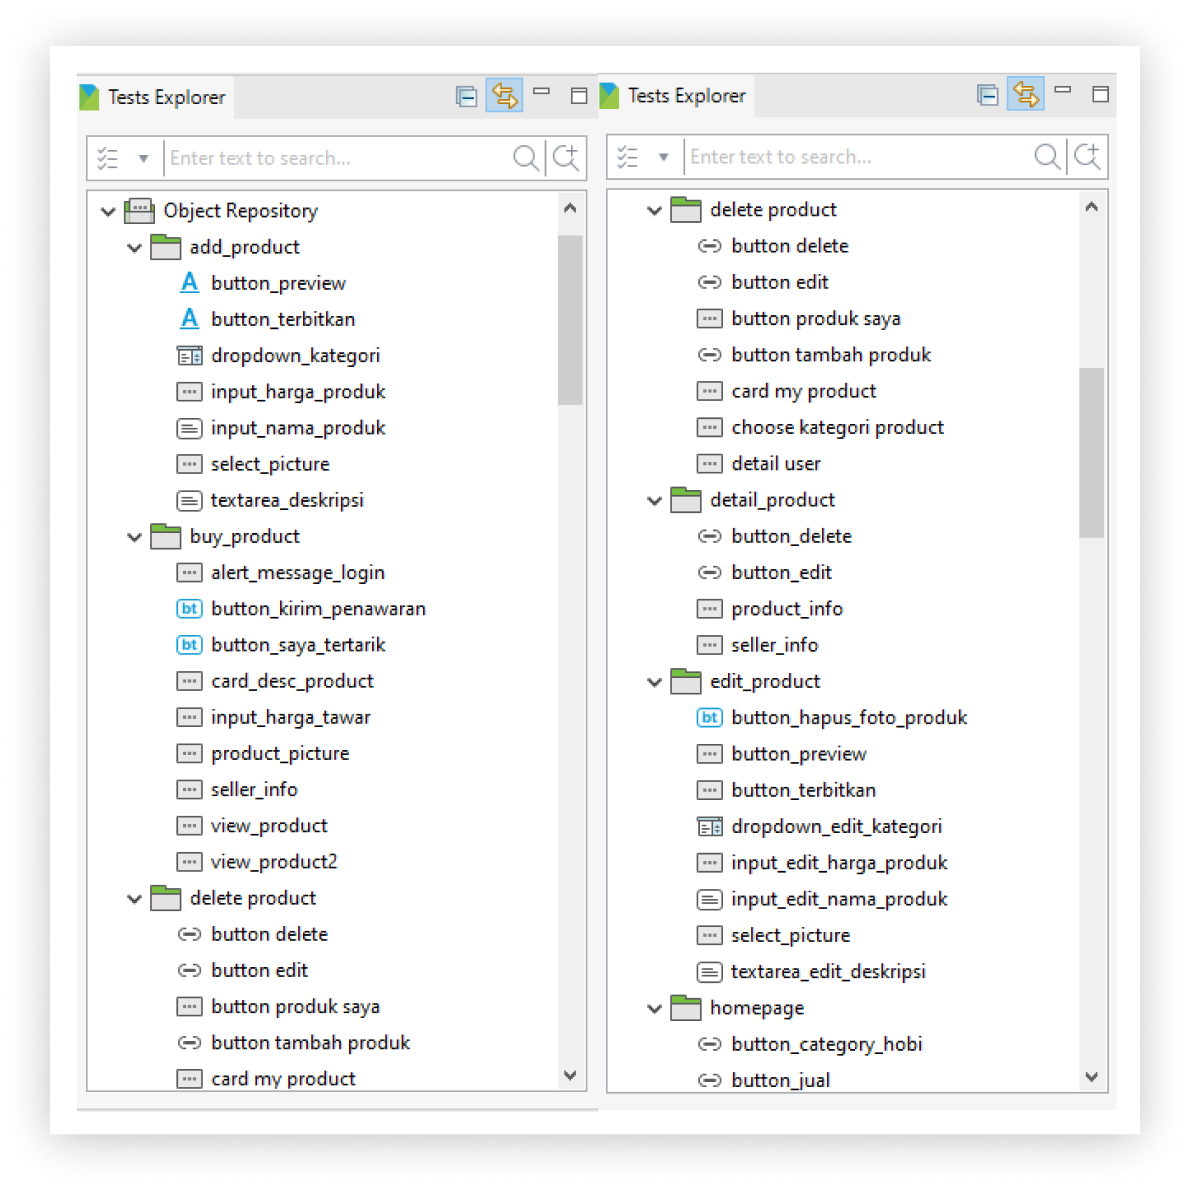 Tests Explorer
Enter text to search...
Object Repository
add_product
A button_preview
A button_terbitkan
dropdown_kategori
input_harga_produk
input_nama_produk
select_picture
textarea_deskripsi
buy_product
alert_message_login
bt button_kirim_penawaran
bt button_saya_tertarik
card_desc_product
input_harga_tawar
product_picture
seller_info
view_product
view_product2
delete product
button delete
button edit
button produk saya
button tambah produk
card my product
Tests Explorer
Enter text to search...
delete product
button delete
button edit
button produk saya
button tambah produk
card my product
choose kategori product
detail user
detail_product
button_delete
button_edit
product_info
seller_info
edit_product
bt button_hapus_foto_produk
button_preview
button_terbitkan
dropdown_edit_kategori
input_edit_harga_produk
input_edit_nama_produk
select_picture
textarea_edit_deskripsi
homepage
button_category_hobi
button_jual